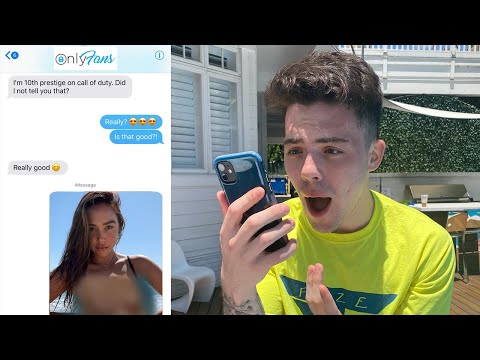 6
OnlyFans
I'm 10th prestige on call of duty. Did
I not tell you that?
Really? 😍😍😍
Is that good?!
Really good 😋
iMessage